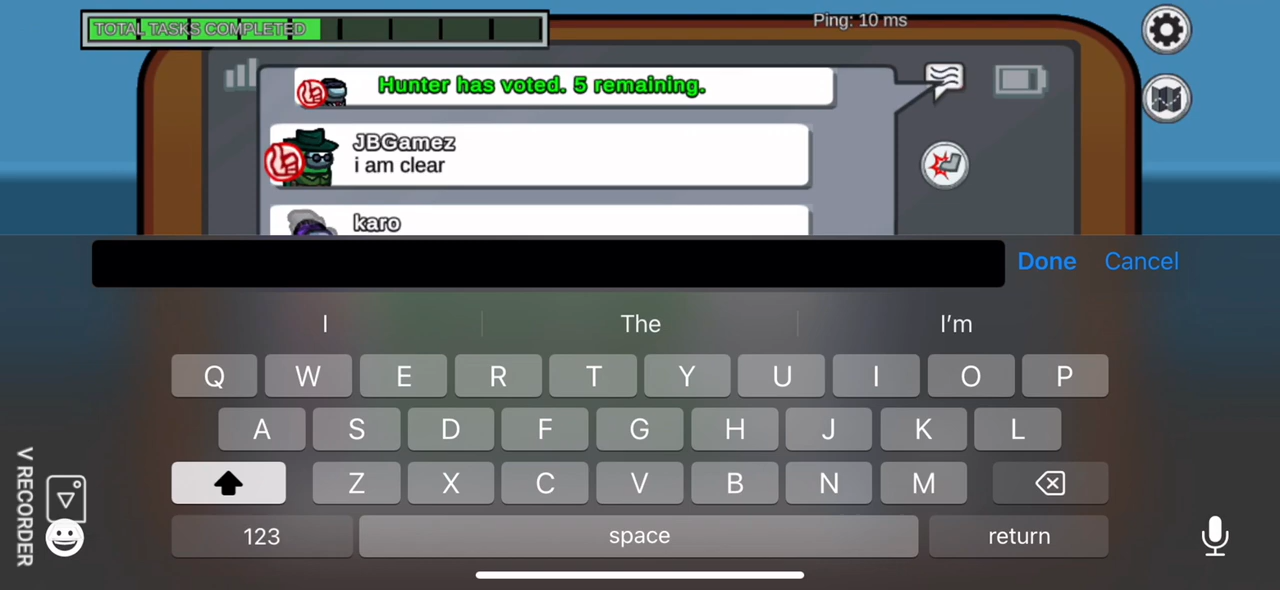 TOTAL TASKS COMPLETED
Ping: 10 ms
Hunter has voted. 5 remaining.
JBGamez
i am clear
karo
Done Cancel
I The I'm
Q W E R T Y U I O P
A S D F G H J K L
Z X C V B N M
123 space return
V RECORDER